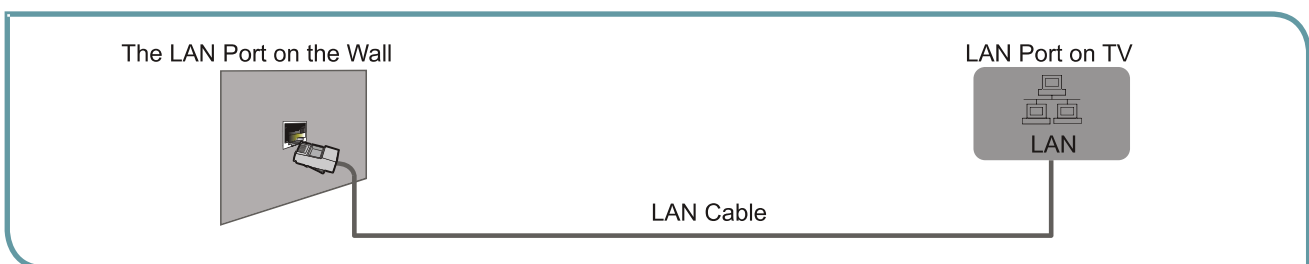 The LAN Port on the Wall
LAN Port on TV
LAN
LAN Cable